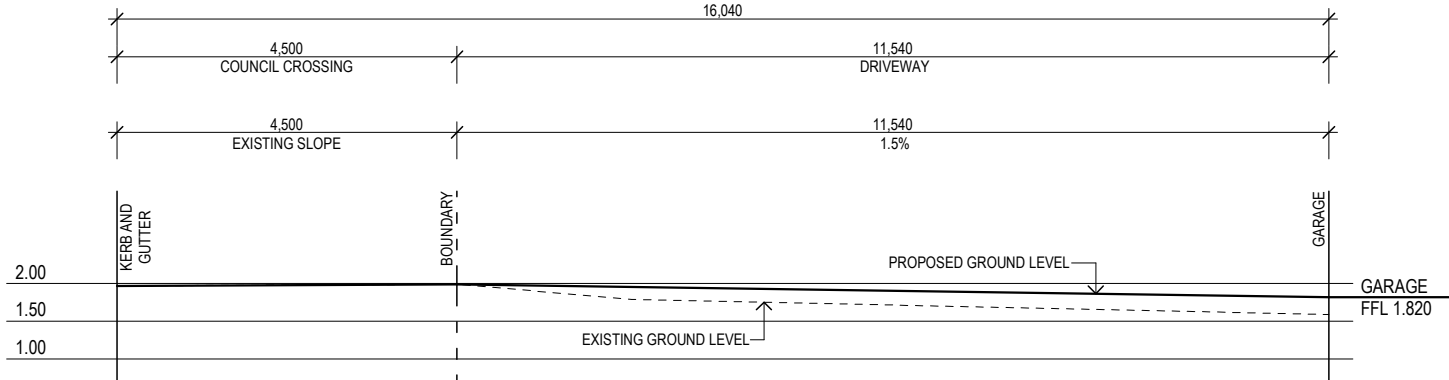 16,040
4,500
COUNCIL CROSSING
11,540
DRIVEWAY
4,500
EXISTING SLOPE
11,540
1.5%
KERB AND
GUTTER
BOUNDARY
GARAGE
PROPOSED GROUND LEVEL
2.00
GARAGE
FFL 1.820
1.50
EXISTING GROUND LEVEL
1.00